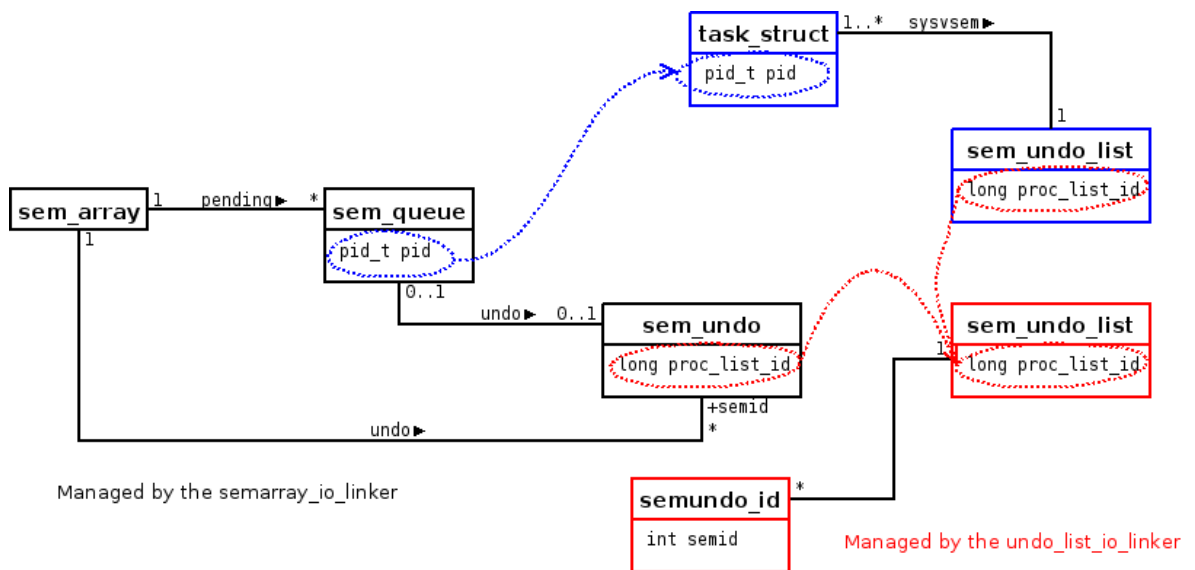 task_struct
pid_t pid
1..*
sysvsem▶
1
sem_undo_list
long proc_list_id
sem_array
1
pending▶
*
sem_queue
pid_t pid
1
0..1
undo▶
0..1
sem_undo
long proc_list_id
sem_undo_list
long proc_list_id
1
+semid
*
undo▶
Managed by the semarray_io_linker
semundo_id
int semid
*
Managed by the undo_list_io_linker